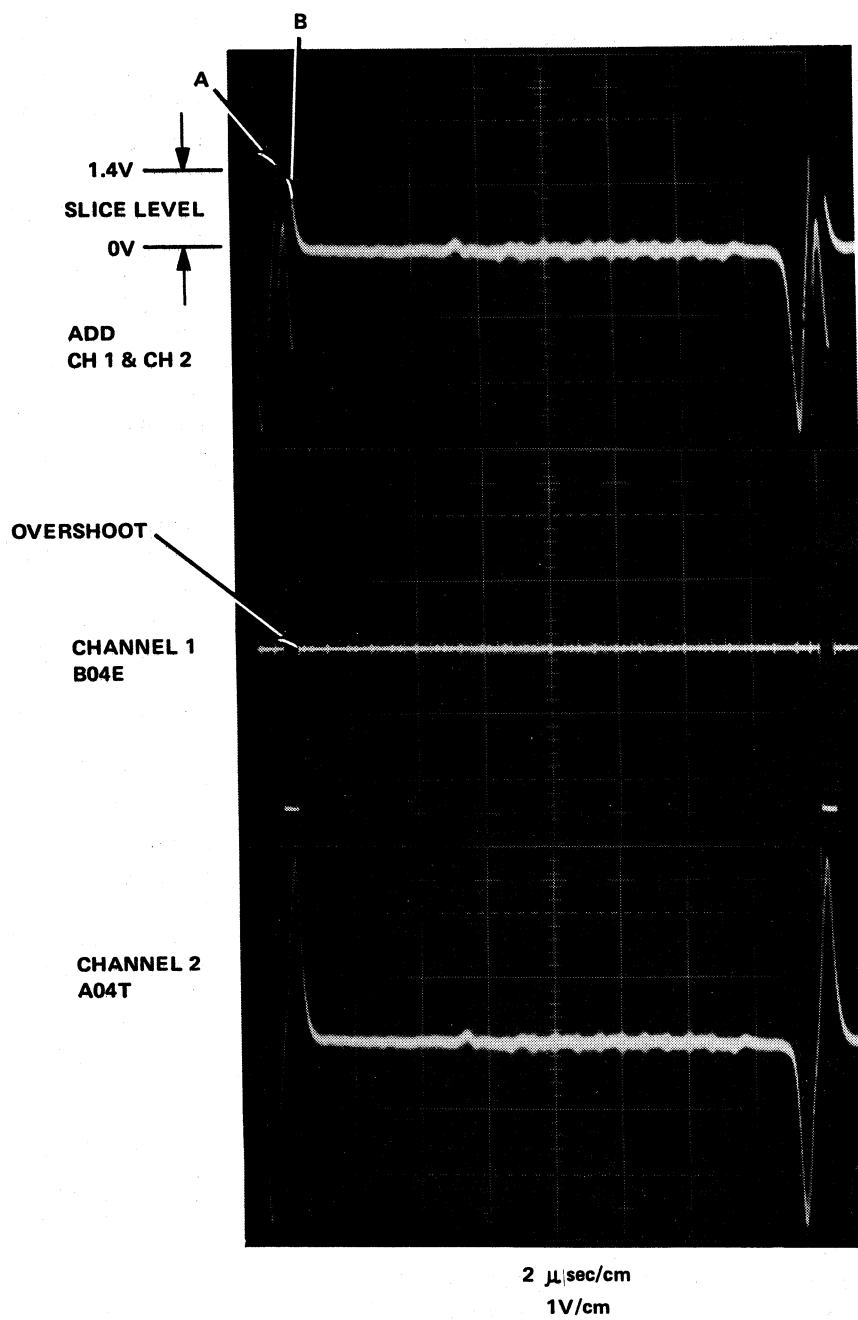 B
A
1.4V
SLICE LEVEL
0V
ADD
CH 1 & CH 2
OVERSHOOT
CHANNEL 1
B04E
CHANNEL 2
A04T
2 μsec/cm
1V/cm